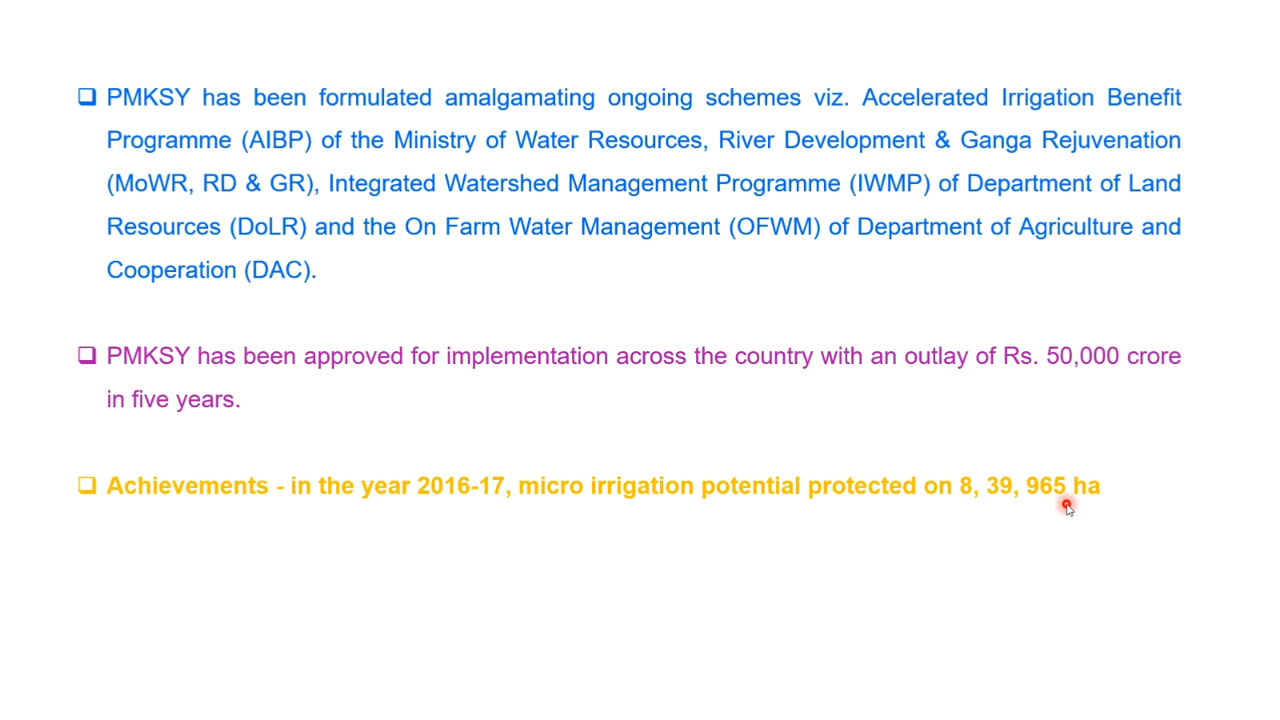 PMKSY has been formulated amalgamating ongoing schemes viz. Accelerated Irrigation Benefit
Programme (AIBP) of the Ministry of Water Resources, River Development & Ganga Rejuvenation
(MoWR, RD & GR), Integrated Watershed Management Programme (IWMP) of Department of Land
Resources (DoLR) and the On Farm Water Management (OFWM) of Department of Agriculture and
Cooperation (DAC).
PMKSY has been approved for implementation across the country with an outlay of Rs. 50,000 crore
in five years.
Achievements - in the year 2016-17, micro irrigation potential protected on 8, 39, 965 ha